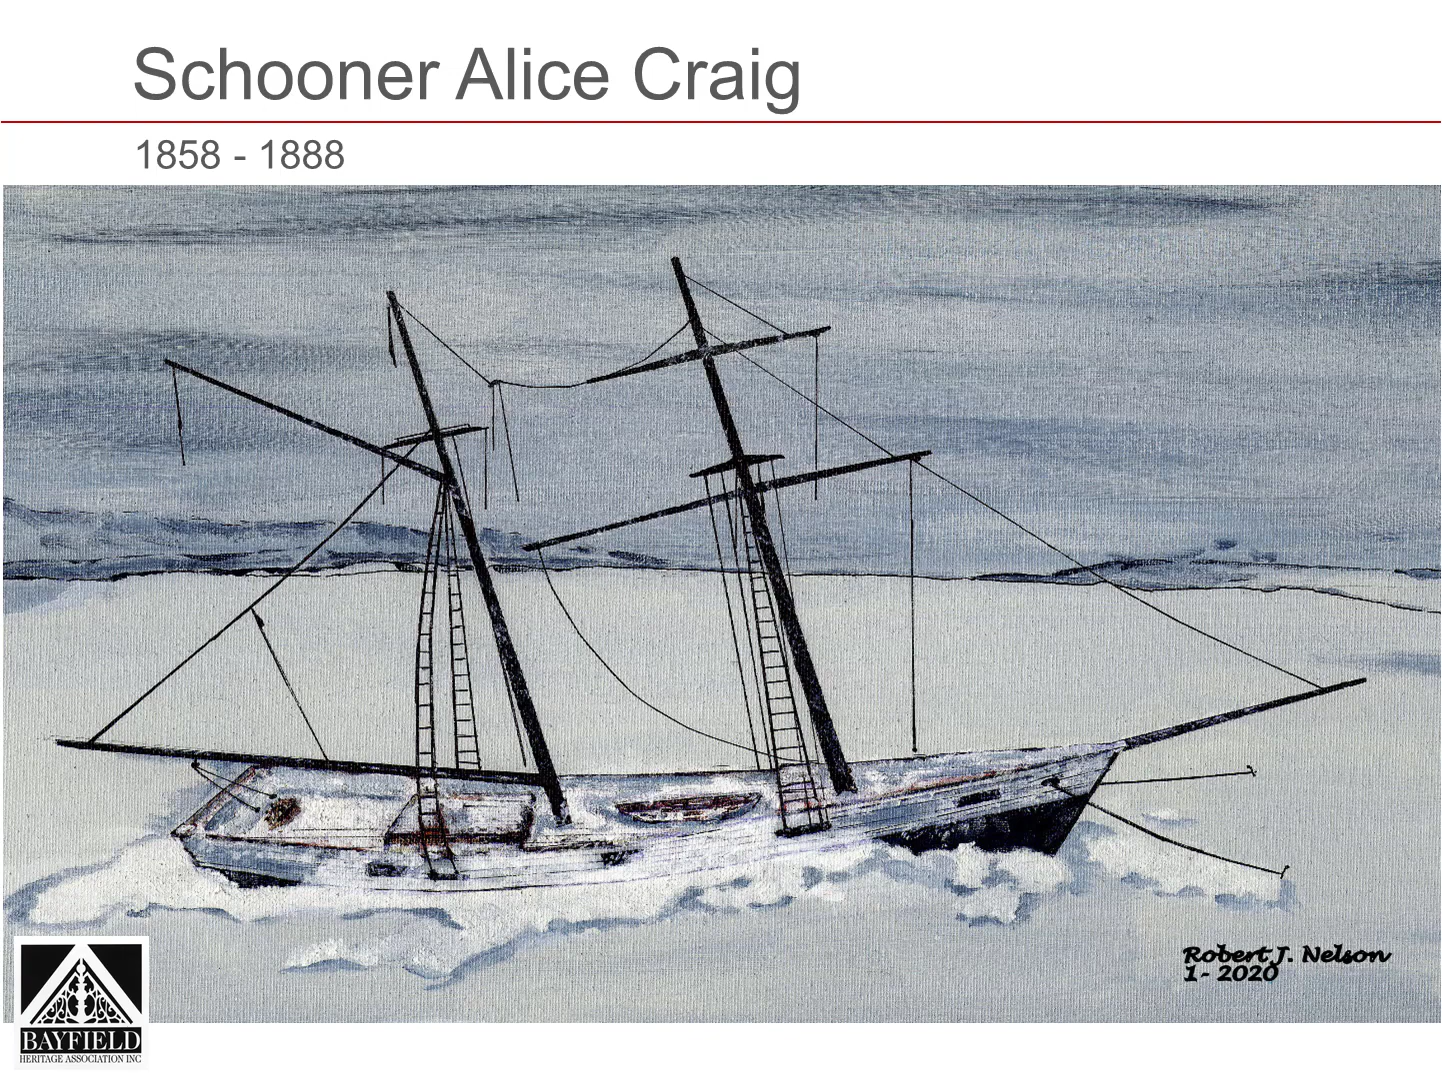 Schooner Alice Craig
1858 - 1888
Robert J. Nelson
1- 2020
BAYFIELD
HERITAGE ASSOCIATION INC